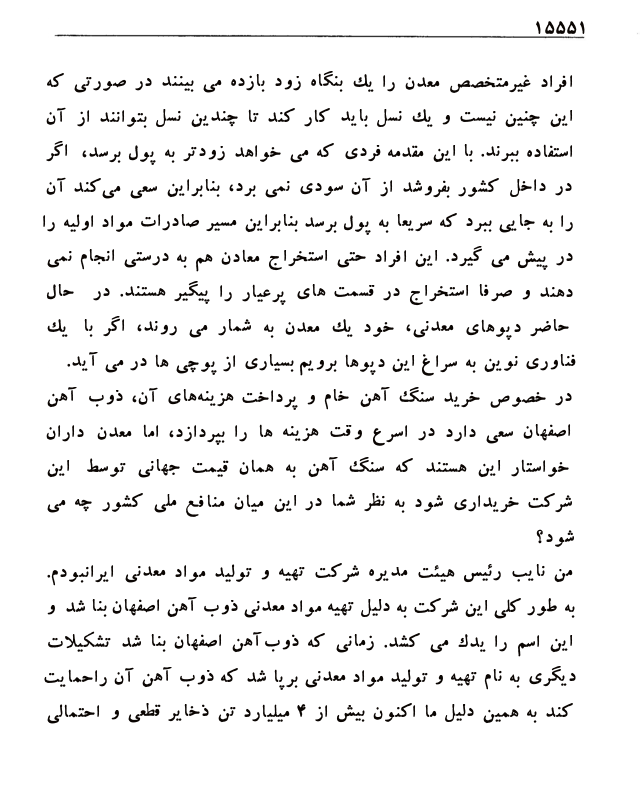 ۱۵۵۵۱
افراد غیرمتخصص معدن را یك بنگاه زود بازده می بینند در صورتی که
این چنین نیست و یك نسل باید کار کند تا چندین نسل بتوانند از آن
استفاده ببرند. با این مقدمه فردی که می خواهد زودتر به پول برسد، اگر
در داخل کشور بفروشد از آن سودی نمی برد، بنابراین سعی می‌کند آن
را به جایی ببرد که سریعا به پول برسد بنابراین مسیر صادرات مواد اولیه را
در پیش می گیرد. این افراد حتی استخراج معادن هم به درستی انجام نمی
دهند و صرفا استخراج در قسمت های پرعیار را پیگیر هستند. در حال
حاضر دپوهای معدنی، خود یك معدن به شمار می روند، اگر با یك
فناوری نوین به سراغ این دپوها برویم بسیاری از پوچی ها در می آید.
در خصوص خرید سنگ آهن خام و پرداخت هزینه‌های آن، ذوب آهن
اصفهان سعی دارد در اسرع وقت هزینه ها را بپردازد، اما معدن داران
خواستار این هستند که سنگ آهن به همان قیمت جهانی توسط این
شرکت خریداری شود به نظر شما در این میان منافع ملی کشور چه می
شود؟
من نایب رئیس هیئت مدیره شرکت تهیه و تولید مواد معدنی ایرانبودم.
به طور کلی این شرکت به دلیل تهیه مواد معدنی ذوب آهن اصفهان بنا شد و
این اسم را یدك می کشد. زمانی که ذوب‌آهن اصفهان بنا شد تشکیلات
دیگری به نام تهیه و تولید مواد معدنی برپا شد که ذوب آهن آن راحمایت
کند به همین دلیل ما اکنون بیش از ۴ میلیارد تن ذخایر قطعی و احتمالی